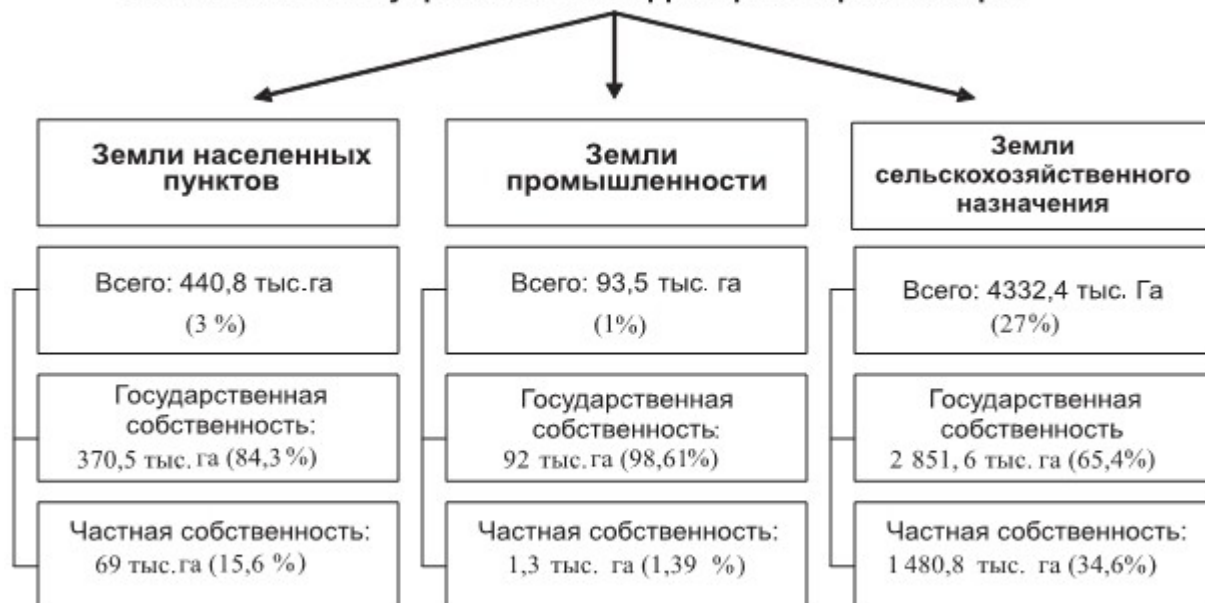 Земли населенных
пунктов
Всего: 440,8 тыс.га
(3 %)
Государственная
собственность:
370,5 тыс. га (84,3%)
Частная собственность:
69 тыс.га (15,6 %)
Земли
промышленности
Всего: 93,5 тыс. га
(1%)
Государственная
собственность:
92 тыс.га (98,61%)
Частная собственность:
1,3 тыс. га (1,39 %)
Земли
сельскохозяйственного
назначения
Всего: 4332,4 тыс. Га
(27%)
Государственная
собственность
2 851, 6 тыс. га (65,4%)
Частная собственность:
1 480,8 тыс. га (34,6%)